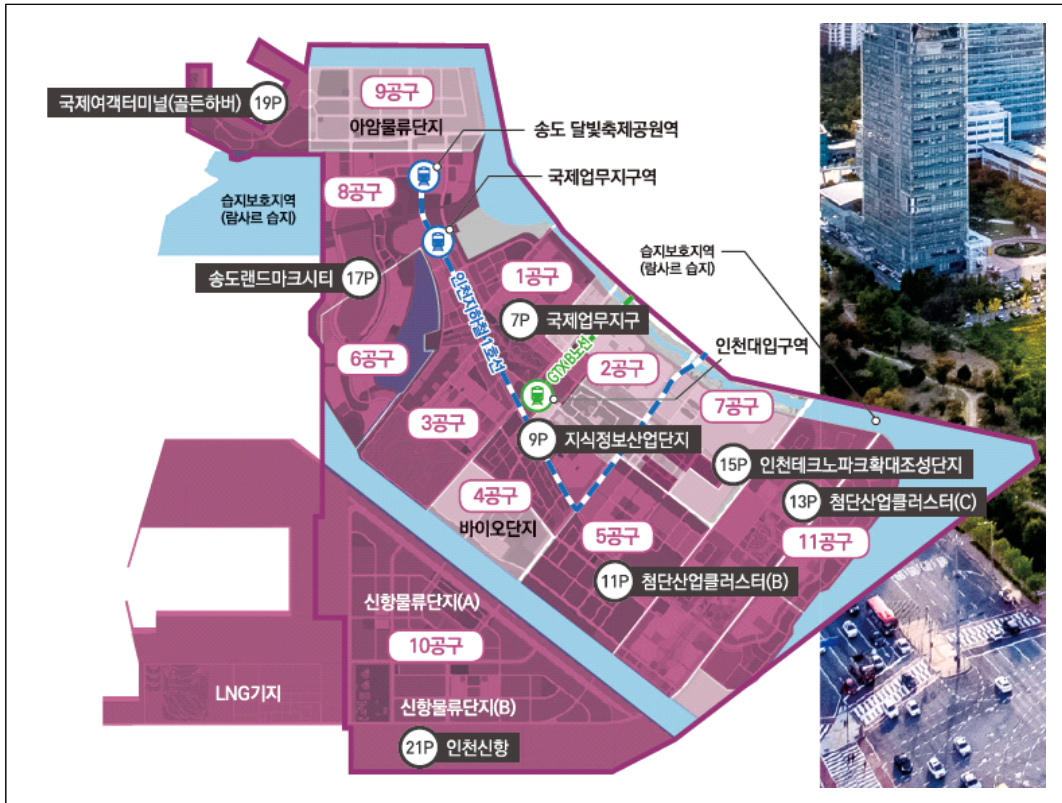 9공구
아암물류단지
국제여객터미널(골든하버) 19P
송도 달빛축제공원역
국제업무지구역
8공구
습지보호지역
(람사르 습지)
습지보호지역
(람사르 습지)
송도랜드마크시티 17P
1공구
7P 국제업무지구
인천지하철 1호선
GTX B노선
인천대입구역
6공구
2공구
3공구
7공구
9P 지식정보산업단지
15P 인천테크노파크확대조성단지
4공구
바이오단지
13P 첨단산업클러스터(C)
5공구
11공구
11P 첨단산업클러스터(B)
신항물류단지(A)
10공구
LNG기지
신항물류단지(B)
21P 인천신항